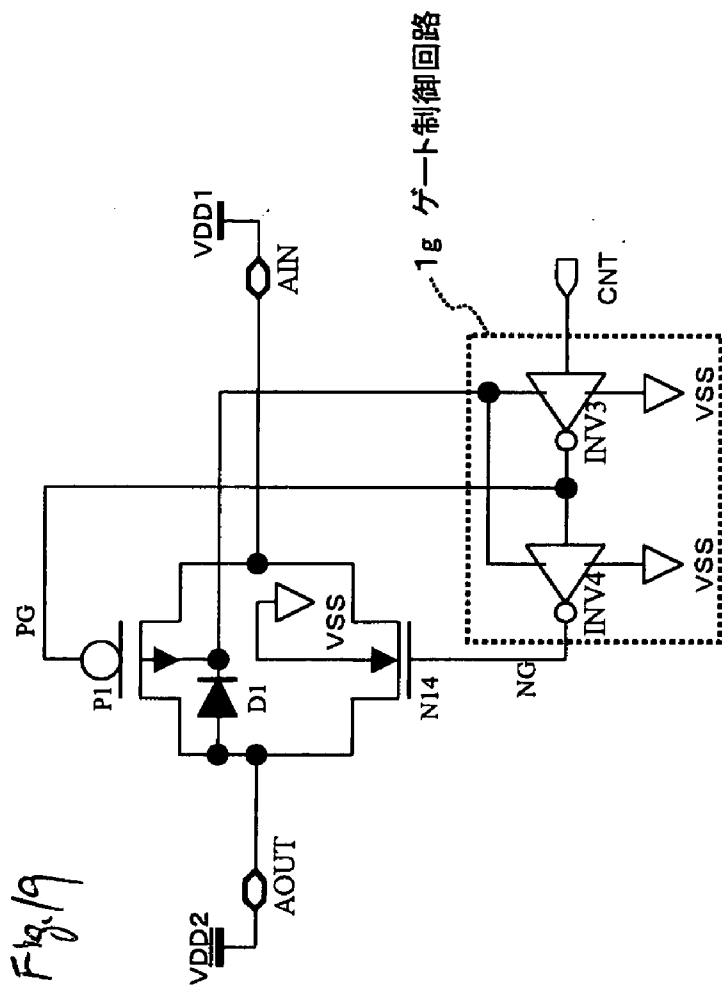 Fig. 19
VDD2
AOUT
P1
PG
D1
VSS
N14
NG
VDD1
AIN
1g ゲート制御回路
INV4
VSS
INV3
VSS
CNT